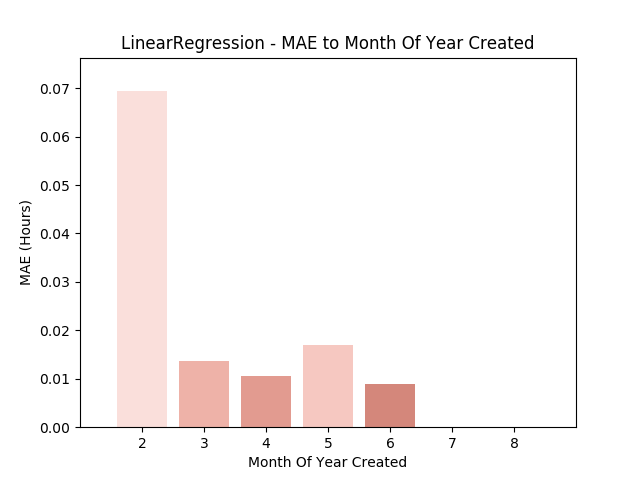 LinearRegression - MAE to Month Of Year Created
MAE (Hours)
0.07
0.06
0.05
0.04
0.03
0.02
0.01
0.00
2 3 4 5 6 7 8
Month Of Year Created